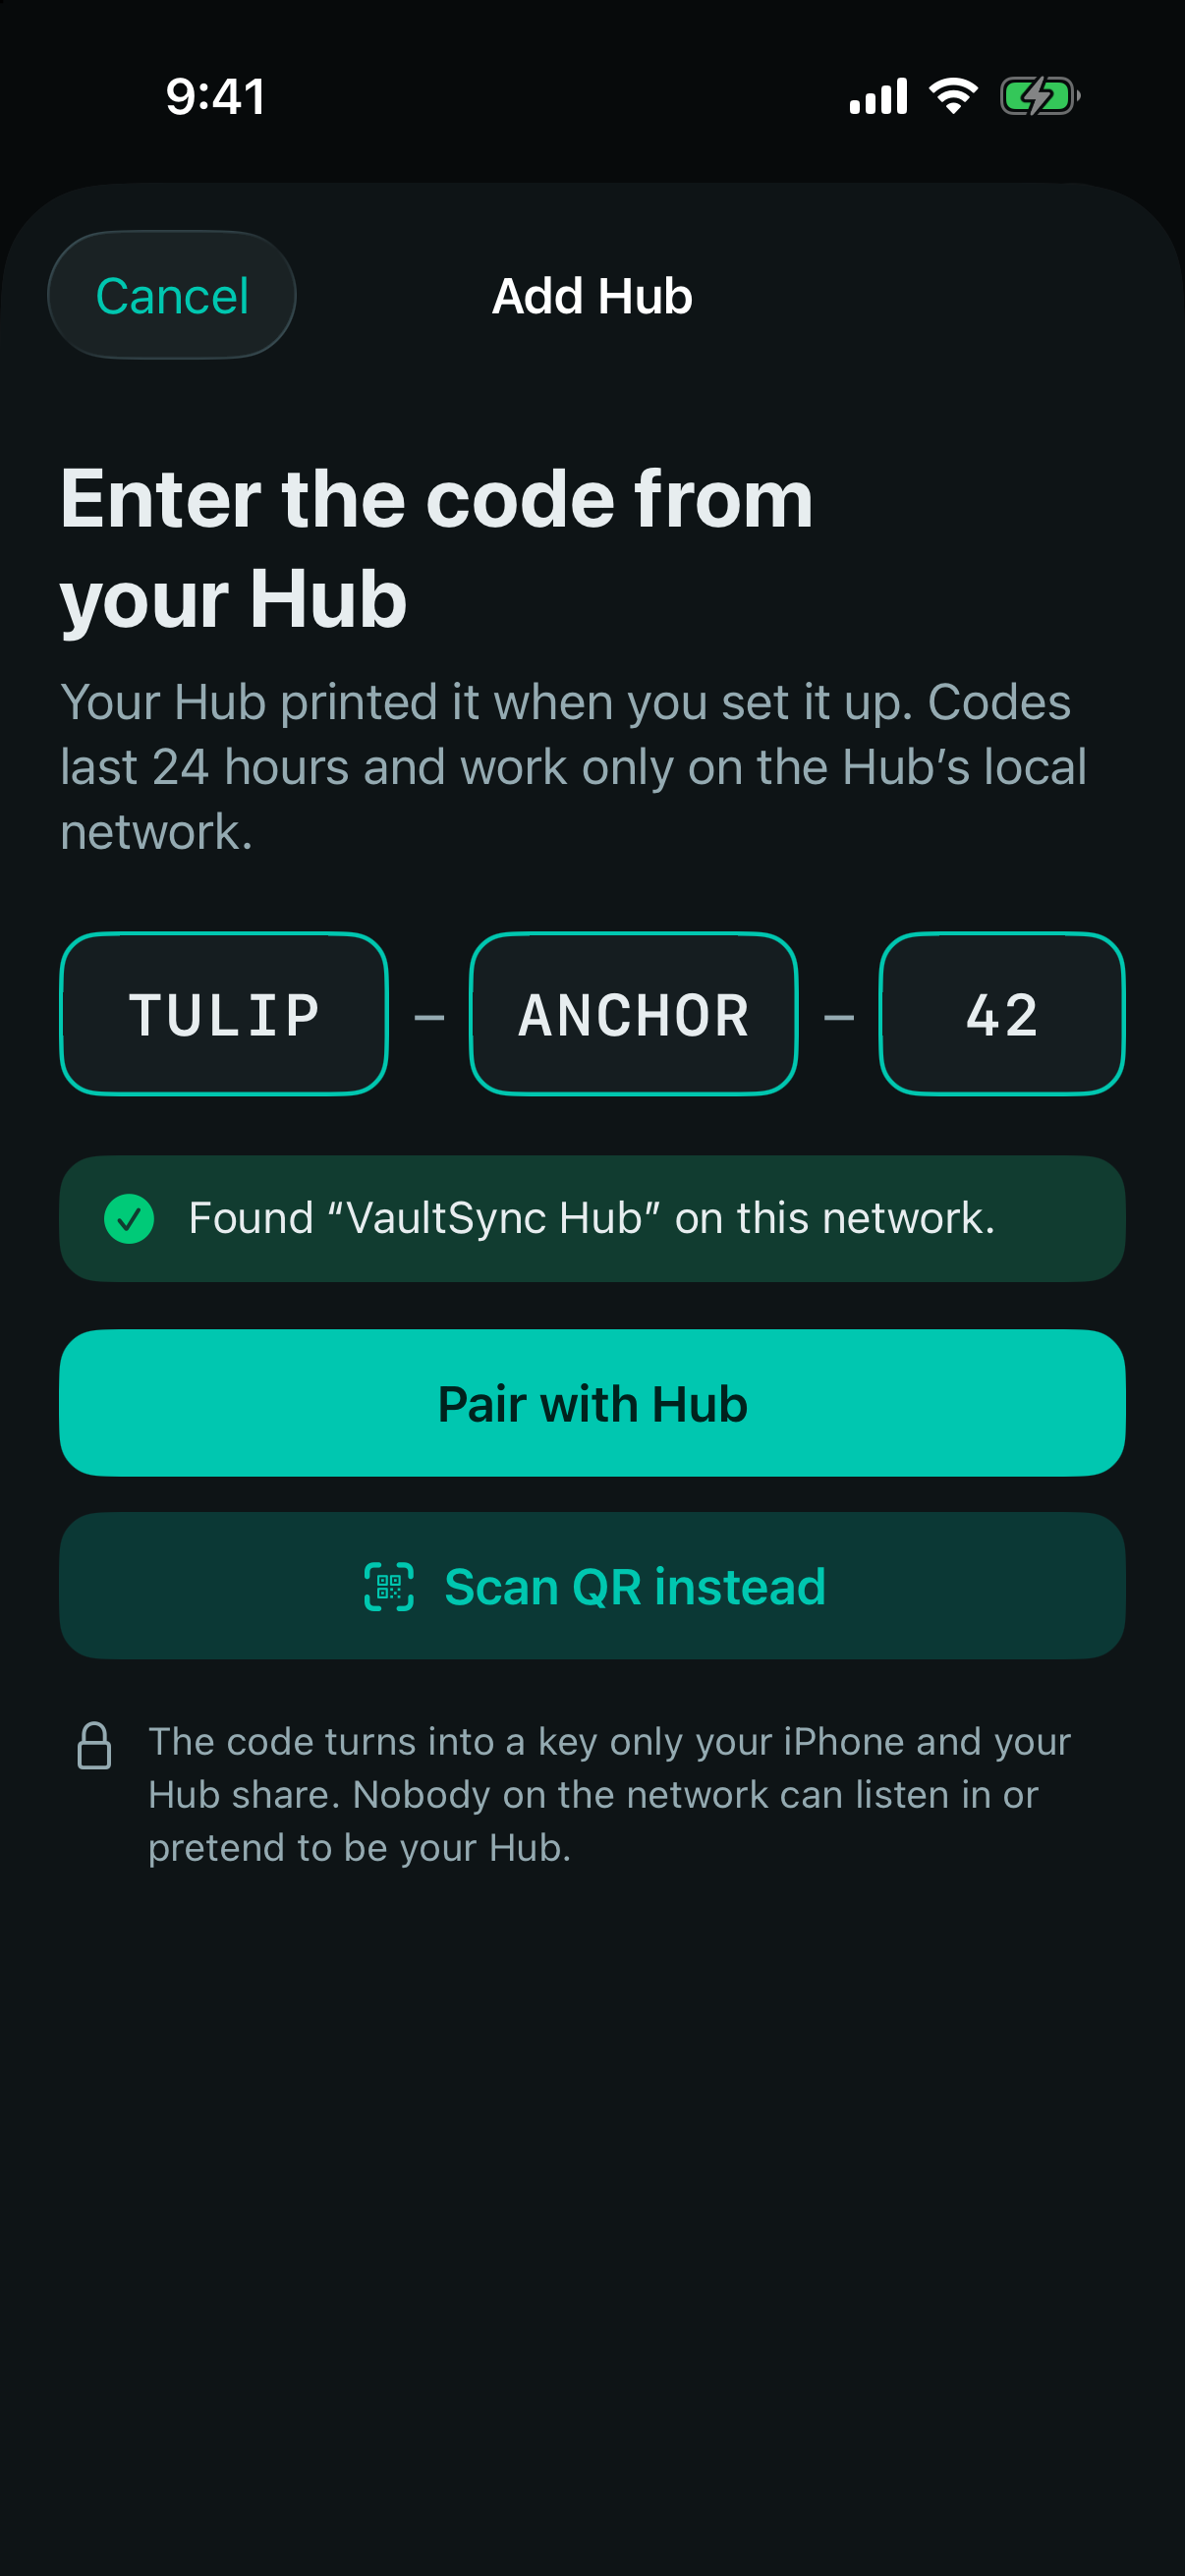 9:41
Cancel
Add Hub
Enter the code from
your Hub
Your Hub printed it when you set it up. Codes
last 24 hours and work only on the Hub’s local
network.
TULIP – ANCHOR – 42
Found “VaultSync Hub” on this network.
Pair with Hub
Scan QR instead
The code turns into a key only your iPhone and your
Hub share. Nobody on the network can listen in or
pretend to be your Hub.